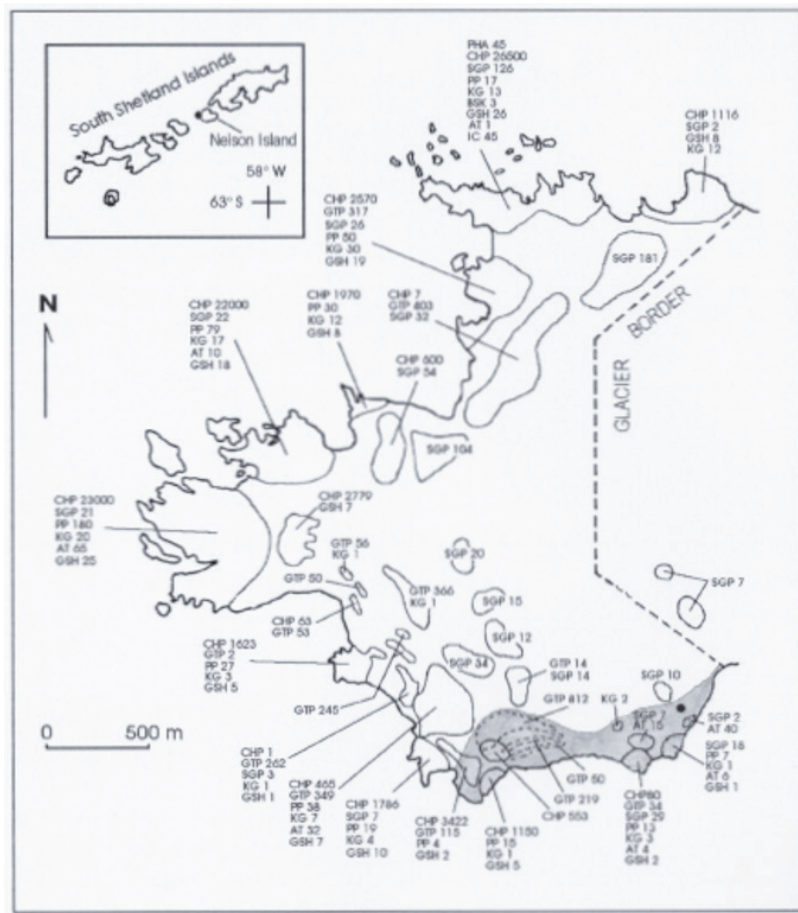 South Shetland Islands
Nelson Island
58° W
63° S
N
PHA 45
CHP 26500
SGP 126
PP 17
KG 13
BSK 3
GSH 26
AT 1
IC 45
CHP 1116
SGP 2
GSH 8
KG 12
CHP 2570
GTP 317
SGP 26
PP 50
KG 30
GSH 19
SGP 181
CHP 22000
SGP 22
PP 79
KG 17
AT 10
GSH 18
CHP 1970
PP 30
KG 12
GSH 8
CHP 7
GTP 403
SGP 32
GLACIER BORDER
CHP 600
SGP 54
SGP 104
CHP 23000
SGP 21
PP 180
KG 20
AT 65
GSH 25
CHP 2779
GSH 7
GTP 56
KG 1
GTP 50
CHP 63
GTP 53
GTP 366
KG 1
SGP 20
SGP 15
SGP 12
SGP 7
CHP 1623
GTP 2
PP 27
KG 3
GSH 5
SGP 34
GTP 14
SGP 14
SGP 10
GTP 245
GTP 812
KG 2
SGP 7
AT 15
SGP 2
AT 40
0 500 m
CHP 1
GTP 262
SGP 3
KG 1
GSH 1
CHP 465
GTP 349
PP 38
KG 7
AT 32
GSH 7
CHP 1786
SGP 7
PP 19
KG 4
GSH 10
CHP 3422
GTP 115
PP 4
GSH 2
CHP 1150
PP 15
KG 1
GSH 5
CHP 553
GTP 219
GTP 50
CHP80
GTP 34
SGP 29
PP 13
KG 3
AT 4
GSH 2
SGP 18
PP 7
KG 1
AT 6
GSH 1